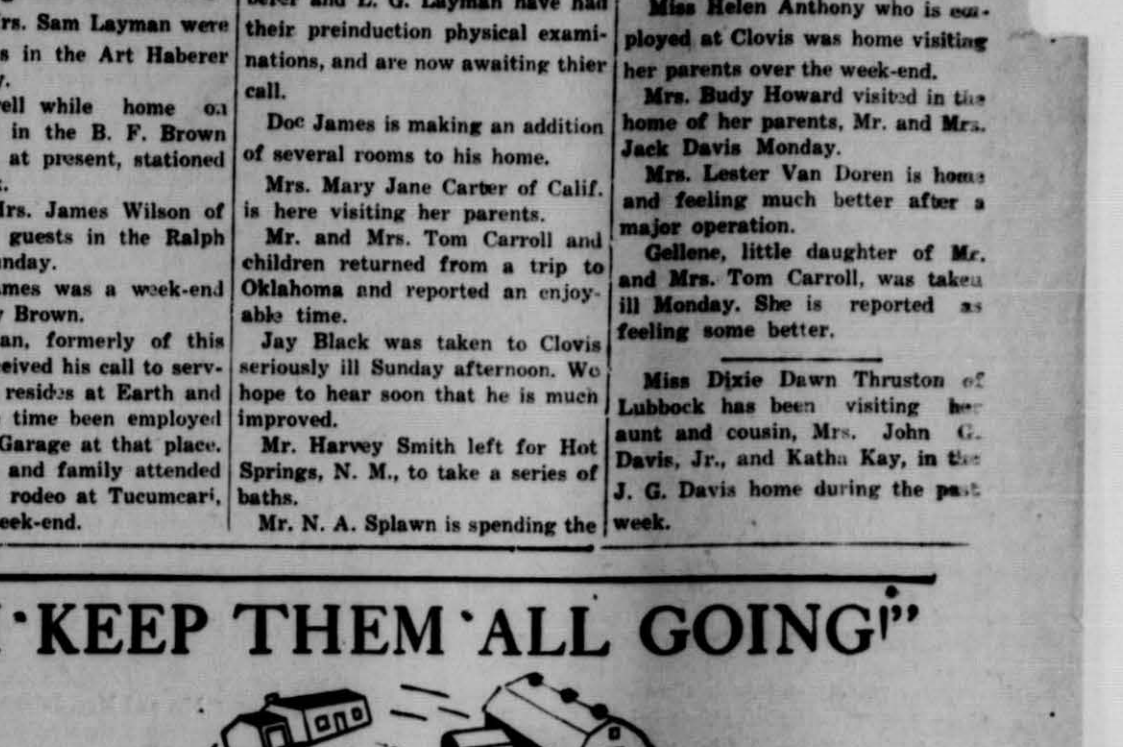 rs. Sam Layman were
s in the Art Haberer
y.
ell while home on
in the B. F. Brown
at present, stationed
Mrs. James Wilson of
guests in the Ralph
nday.
mes was a week-end
y Brown.
an, formerly of this
eived his call to serv-
resides at Earth and
time been employed
Garage at that place.
and family attended
rodeo at Tucumcari,
eek-end.
berer and L. G. Layman have had
their preinduction physical exami-
nations, and are now awaiting thier
call.
Doc James is making an addition
of several rooms to his home.
Mrs. Mary Jane Carter of Calif.
is here visiting her parents.
Mr. and Mrs. Tom Carroll and
children returned from a trip to
Oklahoma and reported an enjoy-
able time.
Jay Black was taken to Clovis
seriously ill Sunday afternoon. We
hope to hear soon that he is much
improved.
Mr. Harvey Smith left for Hot
Springs, N. M., to take a series of
baths.
Mr. N. A. Splawn is spending the
Miss Helen Anthony who is em-
ployed at Clovis was home visiting
her parents over the week-end.
Mrs. Budy Howard visited in the
home of her parents, Mr. and Mrs.
Jack Davis Monday.
Mrs. Lester Van Doren is home
and feeling much better after a
major operation.
Gellene, little daughter of Mr.
and Mrs. Tom Carroll, was taken
ill Monday. She is reported as
feeling some better.
Miss Dixie Dawn Thruston of
Lubbock has been visiting her
aunt and cousin, Mrs. John G.
Davis, Jr., and Katha Kay, in the
J. G. Davis home during the past
week.
KEEP THEM ALL GOING!"